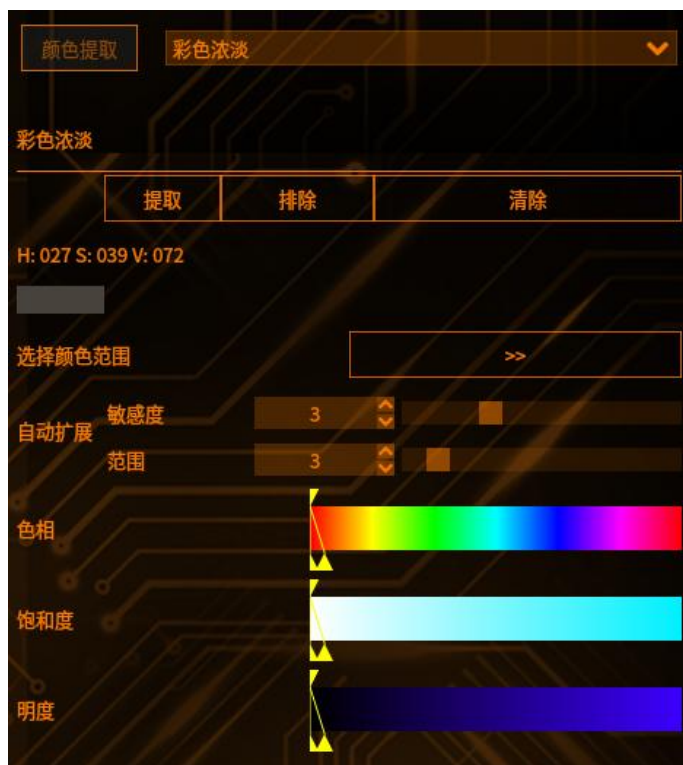 颜色提取 彩色浓淡
彩色浓淡
提取 排除 清除
H: 027 S: 039 V: 072
选择颜色范围 >>
自动扩展 敏感度 3
范围 3
色相
饱和度
明度